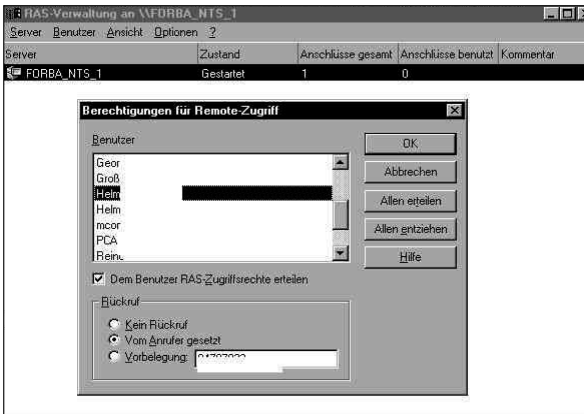 RAS-Verwaltung an \\FORBA_NTS_1
Server Benutzer Ansicht Optionen ?
Server Zustand Anschlüsse gesamt Anschlüsse benutzt Kommentar
FORBA_NTS_1 Gestartet 1 0
Berechtigungen für Remote-Zugriff
Benutzer
Geor
Groß
Helm
Helm
mcor
PCA
Reinu
OK
Abbrechen
Allen erteilen
Allen entziehen
Hilfe
Dem Benutzer RAS-Zugriffsrechte erteilen
Rückruf
Kein Rückruf
Vom Anrufer gesetzt
Vorbelegung: